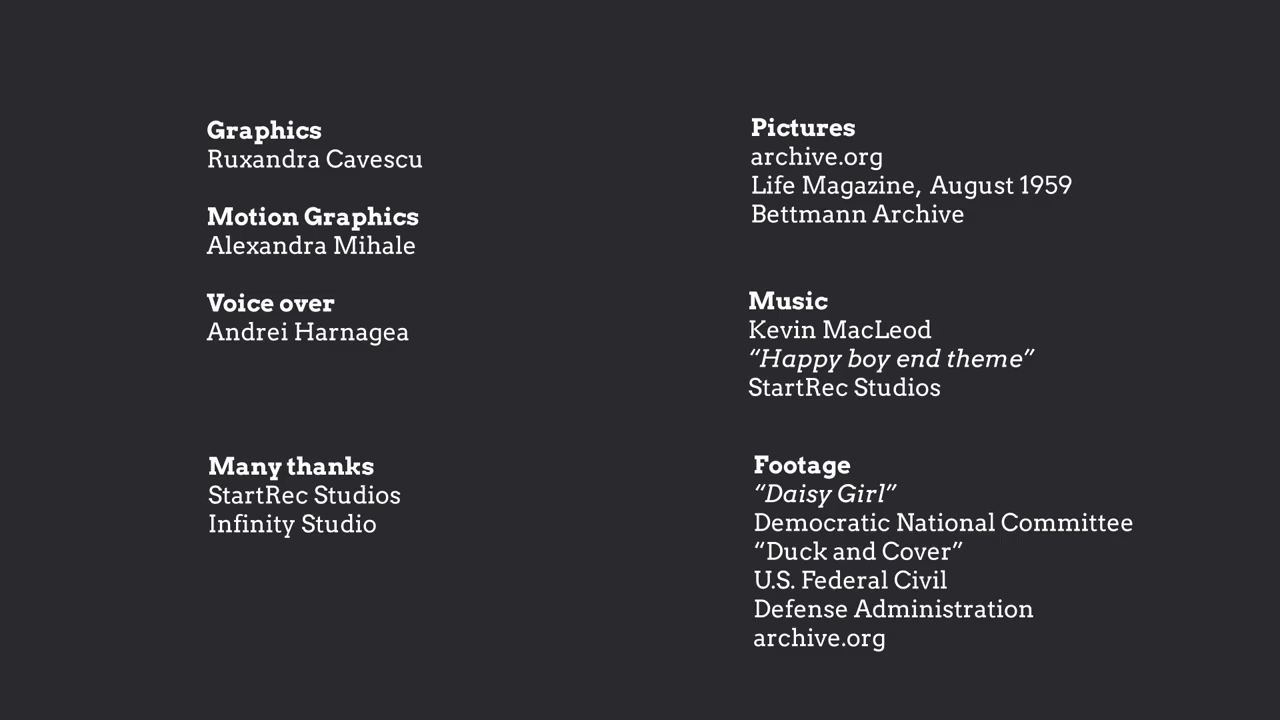 Graphics
Ruxandra Cavescu
Motion Graphics
Alexandra Mihale
Voice over
Andrei Harnagea
Many thanks
StartRec Studios
Infinity Studio
Pictures
archive.org
Life Magazine, August 1959
Bettmann Archive
Music
Kevin MacLeod
“Happy boy end theme”
StartRec Studios
Footage
“Daisy Girl”
Democratic National Committee
“Duck and Cover”
U.S. Federal Civil
Defense Administration
archive.org